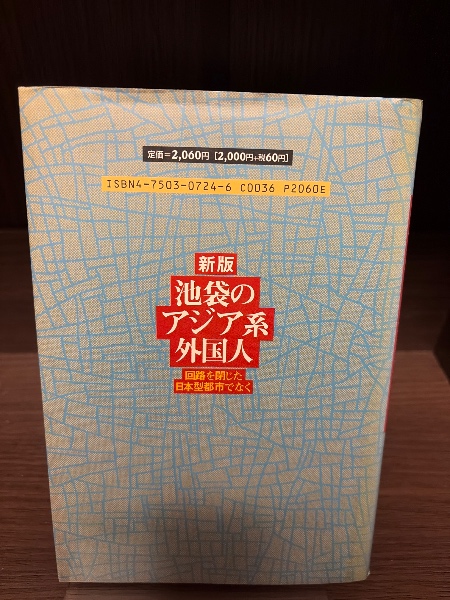 定価=2,060円[2,000円+税60円]
ISBN4-7503-0724-6 C0036 P2060E
新版
池袋の
アジア系
外国人
回路を閉じた
日本型都市でなく